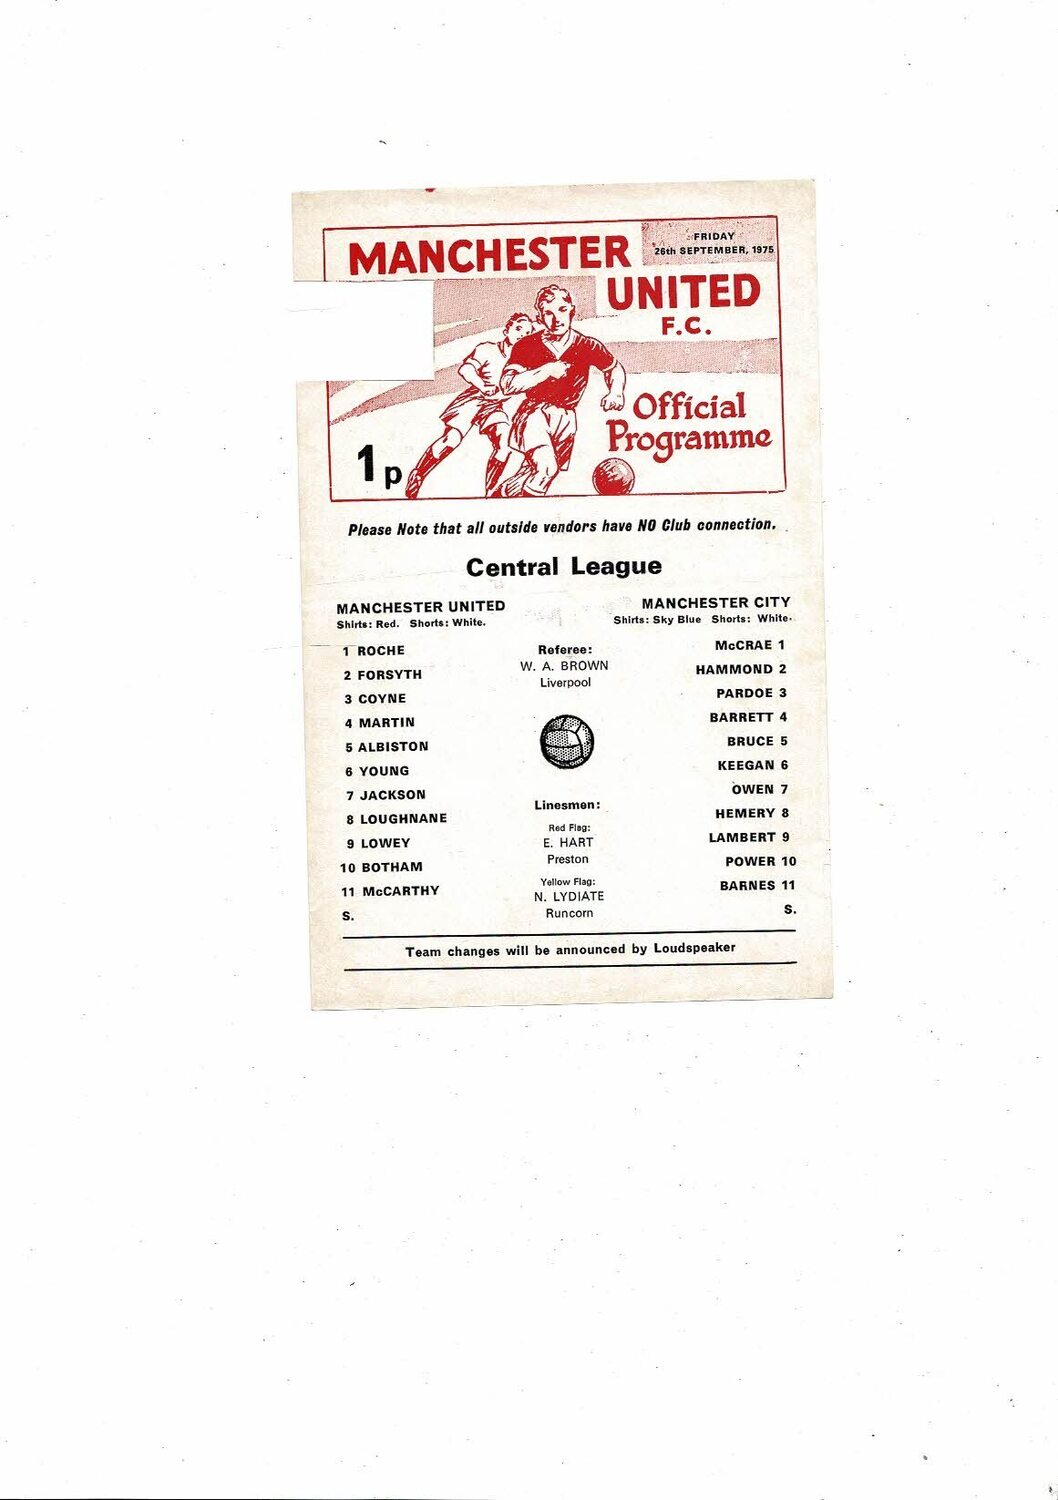 MANCHESTER
FRIDAY
26th SEPTEMBER, 1975
UNITED
F.C.
Official
Programme
1p
Please Note that all outside vendors have NO Club connection.
Central League
MANCHESTER UNITED
Shirts: Red. Shorts: White.
MANCHESTER CITY
Shirts: Sky Blue Shorts: White.
1 ROCHE
2 FORSYTH
3 COYNE
4 MARTIN
5 ALBISTON
6 YOUNG
7 JACKSON
8 LOUGHNANE
9 LOWEY
10 BOTHAM
11 McCARTHY
S.
Referee:
W. A. BROWN
Liverpool
Linesmen:
Red Flag:
E. HART
Preston
Yellow Flag:
N. LYDIATE
Runcorn
McCRAE 1
HAMMOND 2
PARDOE 3
BARRETT 4
BRUCE 5
KEEGAN 6
OWEN 7
HEMERY 8
LAMBERT 9
POWER 10
BARNES 11
S.
Team changes will be announced by Loudspeaker